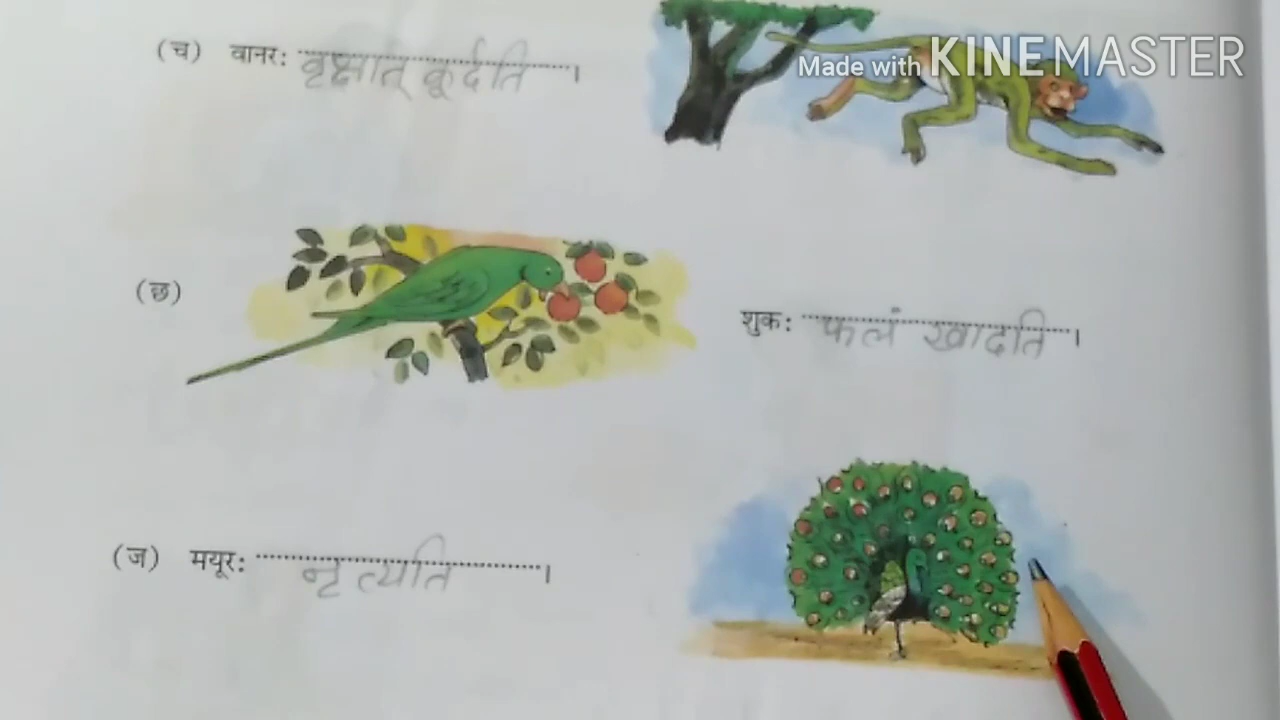 (च) वानरः वृक्षात् कूर्दति ।
Made with KINEMASTER
(छ)
शुकः फलं खादति ।
(ज) मयूरः नृत्यति ।